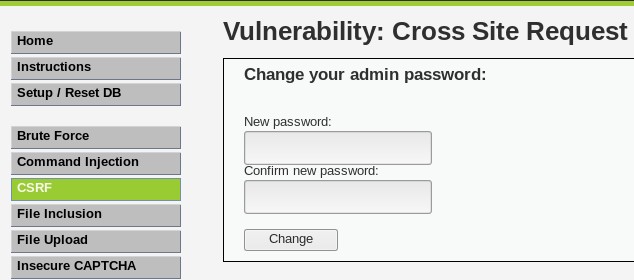 Vulnerability: Cross Site Request
Home
Instructions
Setup / Reset DB
Brute Force
Command Injection
CSRF
File Inclusion
File Upload
Insecure CAPTCHA
Change your admin password:
New password:
Confirm new password:
Change